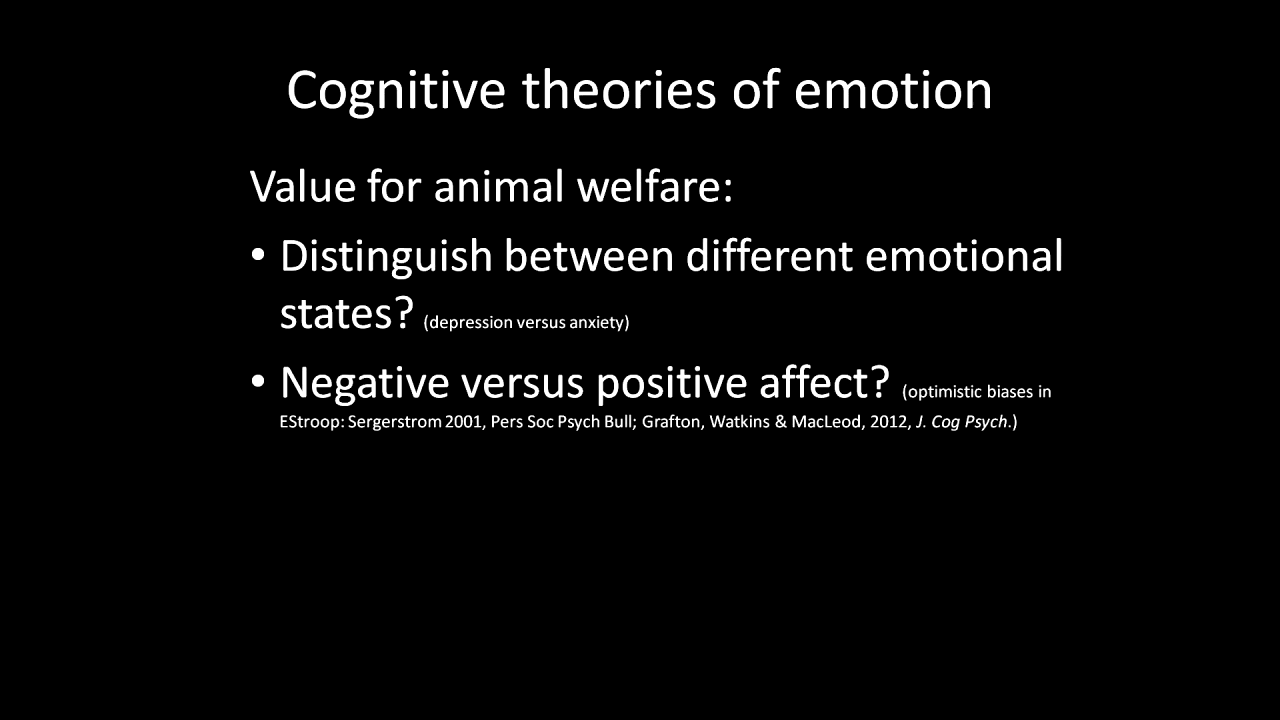 Cognitive theories of emotion
Value for animal welfare:
• Distinguish between different emotional
states? (depression versus anxiety)
• Negative versus positive affect? (optimistic biases in
EStroop: Sergerstrom 2001, Pers Soc Psych Bull; Grafton, Watkins & MacLeod, 2012, J. Cog Psych.)